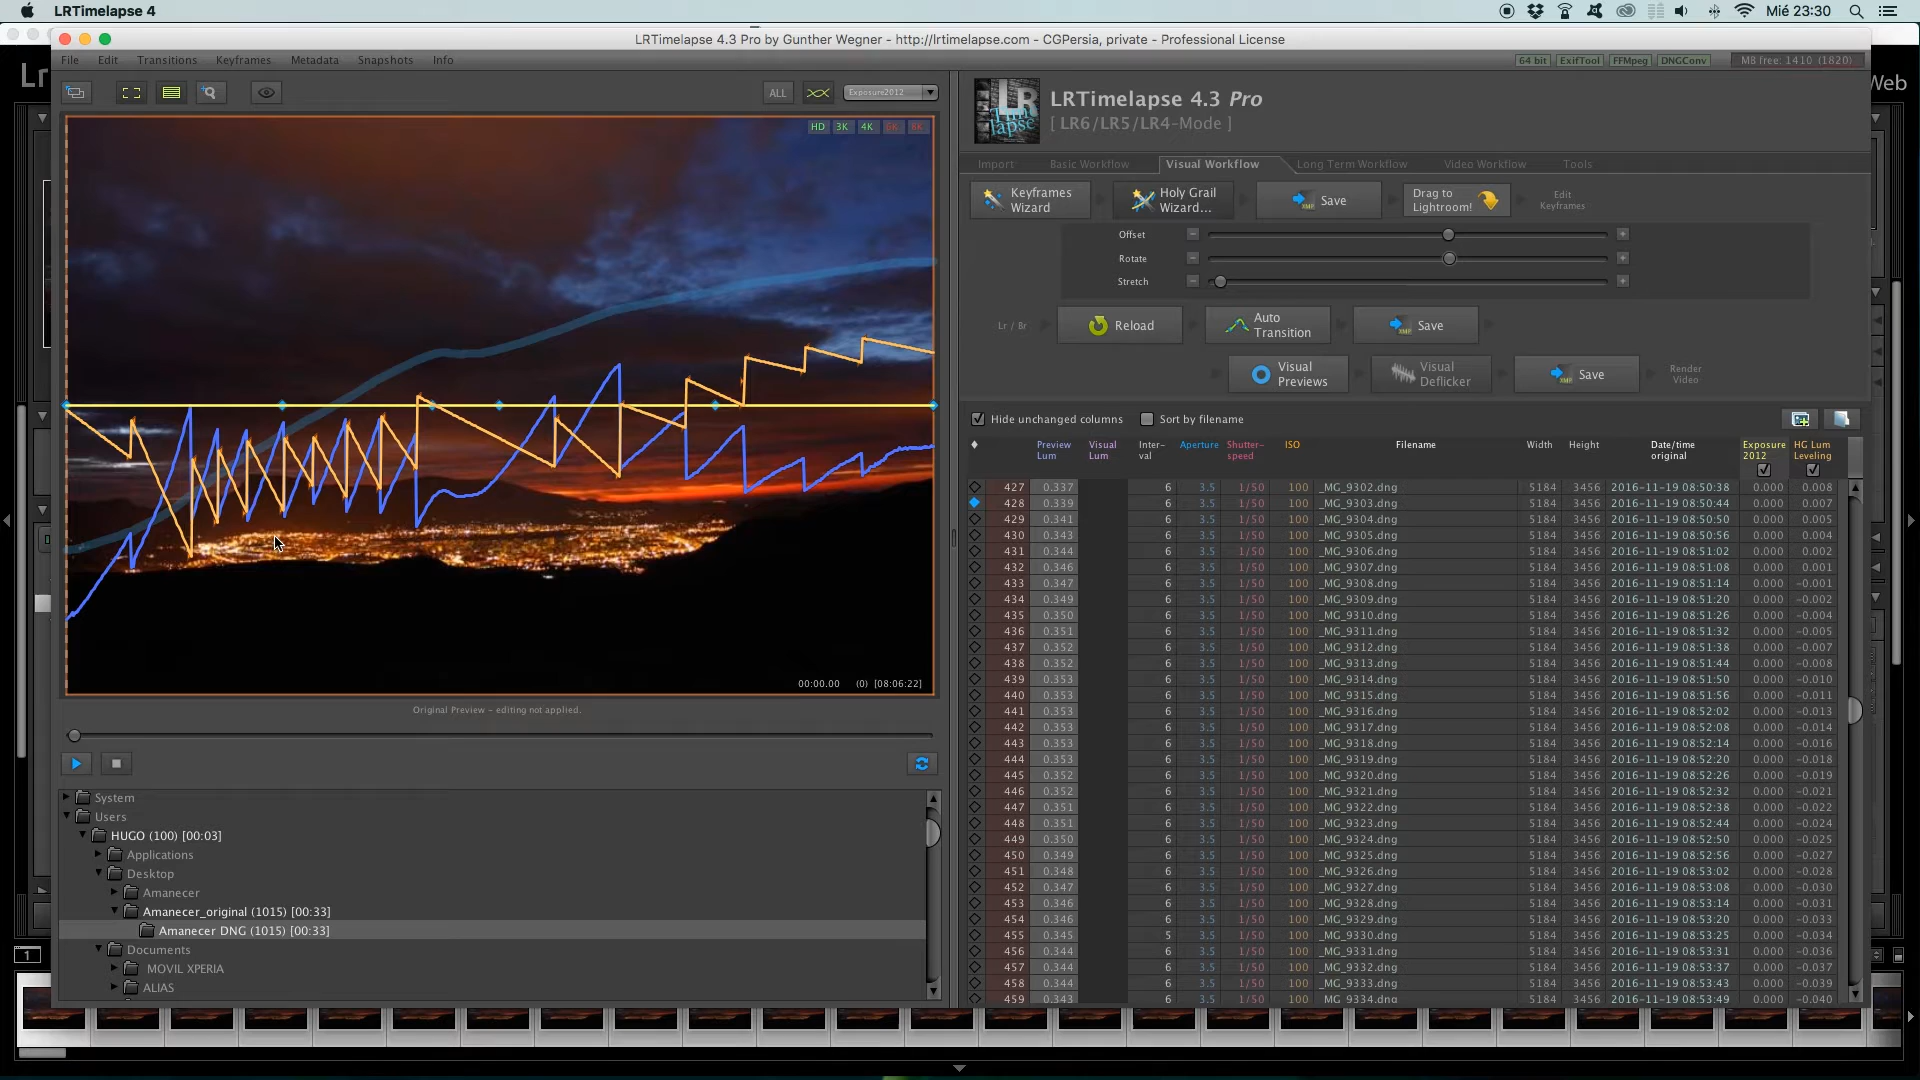 LRTimelapse 4
Mié 23:30
LRTimelapse 4.3 Pro by Gunther Wegner - http://lrtimelapse.com - CGPersia, private - Professional License
File Edit Transitions Keyframes Metadata Snapshots Info
64 bit ExifTool FFMpeg DNGConv MB free: 1410 (1820)
Lr
Web
ALL Exposure2012
HD 3K 4K 6K 8K
LR
Time
lapse
LRTimelapse 4.3 Pro
[ LR6/LR5/LR4-Mode ]
Import Basic Workflow Visual Workflow Long Term Workflow Video Workflow Tools
Keyframes Wizard
Holy Grail Wizard...
Save
Drag to Lightroom!
Edit Keyframes
Offset
Rotate
Stretch
Lr / Br Reload Auto Transition Save
Visual Previews Visual Deflicker Save Render Video
00:00.00 (0) [08:06:22]
Original Preview - editing not applied.
System
Users
HUGO (100) [00:03]
Applications
Desktop
Amanecer
Amanecer_original (1015) [00:33]
Amanecer DNG (1015) [00:33]
Documents
MOVIL XPERIA
ALIAS
1
Hide unchanged columns Sort by filename
Preview Lum Visual Lum Inter-val Aperture Shutter-speed ISO Filename Width Height Date/time original Exposure 2012 HG Lum Leveling
427 0.337 6 3.5 1/50 100 _MG_9302.dng 5184 3456 2016-11-19 08:50:38 0.000 0.008
428 0.339 6 3.5 1/50 100 _MG_9303.dng 5184 3456 2016-11-19 08:50:44 0.000 0.007
429 0.341 6 3.5 1/50 100 _MG_9304.dng 5184 3456 2016-11-19 08:50:50 0.000 0.005
430 0.343 6 3.5 1/50 100 _MG_9305.dng 5184 3456 2016-11-19 08:50:56 0.000 0.004
431 0.344 6 3.5 1/50 100 _MG_9306.dng 5184 3456 2016-11-19 08:51:02 0.000 0.002
432 0.346 6 3.5 1/50 100 _MG_9307.dng 5184 3456 2016-11-19 08:51:08 0.000 0.001
433 0.347 6 3.5 1/50 100 _MG_9308.dng 5184 3456 2016-11-19 08:51:14 0.000 -0.001
434 0.349 6 3.5 1/50 100 _MG_9309.dng 5184 3456 2016-11-19 08:51:20 0.000 -0.002
435 0.350 6 3.5 1/50 100 _MG_9310.dng 5184 3456 2016-11-19 08:51:26 0.000 -0.004
436 0.351 6 3.5 1/50 100 _MG_9311.dng 5184 3456 2016-11-19 08:51:32 0.000 -0.005
437 0.352 6 3.5 1/50 100 _MG_9312.dng 5184 3456 2016-11-19 08:51:38 0.000 -0.007
438 0.352 6 3.5 1/50 100 _MG_9313.dng 5184 3456 2016-11-19 08:51:44 0.000 -0.008
439 0.353 6 3.5 1/50 100 _MG_9314.dng 5184 3456 2016-11-19 08:51:50 0.000 -0.010
440 0.353 6 3.5 1/50 100 _MG_9315.dng 5184 3456 2016-11-19 08:51:56 0.000 -0.011
441 0.353 6 3.5 1/50 100 _MG_9316.dng 5184 3456 2016-11-19 08:52:02 0.000 -0.013
442 0.353 6 3.5 1/50 100 _MG_9317.dng 5184 3456 2016-11-19 08:52:08 0.000 -0.014
443 0.353 6 3.5 1/50 100 _MG_9318.dng 5184 3456 2016-11-19 08:52:14 0.000 -0.016
444 0.353 6 3.5 1/50 100 _MG_9319.dng 5184 3456 2016-11-19 08:52:20 0.000 -0.018
445 0.352 6 3.5 1/50 100 _MG_9320.dng 5184 3456 2016-11-19 08:52:26 0.000 -0.019
446 0.352 6 3.5 1/50 100 _MG_9321.dng 5184 3456 2016-11-19 08:52:32 0.000 -0.021
447 0.351 6 3.5 1/50 100 _MG_9322.dng 5184 3456 2016-11-19 08:52:38 0.000 -0.022
448 0.351 6 3.5 1/50 100 _MG_9323.dng 5184 3456 2016-11-19 08:52:44 0.000 -0.024
449 0.350 6 3.5 1/50 100 _MG_9324.dng 5184 3456 2016-11-19 08:52:50 0.000 -0.025
450 0.349 6 3.5 1/50 100 _MG_9325.dng 5184 3456 2016-11-19 08:52:56 0.000 -0.027
451 0.348 6 3.5 1/50 100 _MG_9326.dng 5184 3456 2016-11-19 08:53:02 0.000 -0.028
452 0.347 6 3.5 1/50 100 _MG_9327.dng 5184 3456 2016-11-19 08:53:08 0.000 -0.030
453 0.346 6 3.5 1/50 100 _MG_9328.dng 5184 3456 2016-11-19 08:53:14 0.000 -0.031
454 0.346 6 3.5 1/50 100 _MG_9329.dng 5184 3456 2016-11-19 08:53:20 0.000 -0.033
455 0.345 5 3.5 1/50 100 _MG_9330.dng 5184 3456 2016-11-19 08:53:25 0.000 -0.034
456 0.344 6 3.5 1/50 100 _MG_9331.dng 5184 3456 2016-11-19 08:53:31 0.000 -0.036
457 0.344 6 3.5 1/50 100 _MG_9332.dng 5184 3456 2016-11-19 08:53:37 0.000 -0.037
458 0.344 6 3.5 1/50 100 _MG_9333.dng 5184 3456 2016-11-19 08:53:43 0.000 -0.039
459 0.343 6 3.5 1/50 100 _MG_9334.dng 5184 3456 2016-11-19 08:53:49 0.000 -0.040